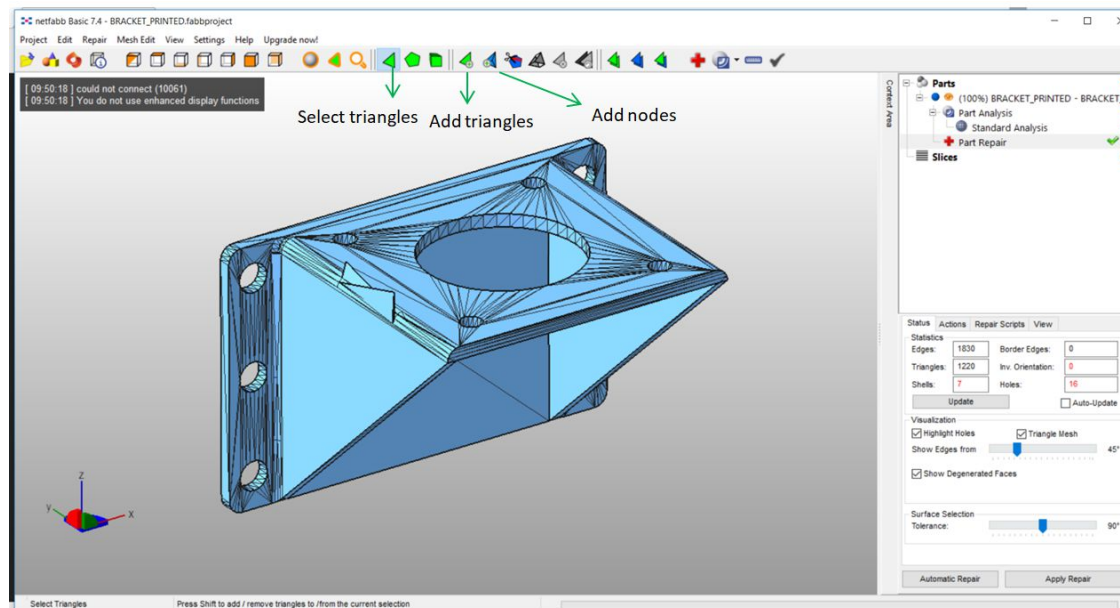 netfabb Basic 7.4 - BRACKET_PRINTED.fabbproject
Project Edit Repair Mesh Edit View Settings Help Upgrade now!
[ 09:50:18 ] could not connect (10061)
[ 09:50:18 ] You do not use enhanced display functions
Select triangles
Add triangles
Add nodes
Context Area
Parts
(100%) BRACKET_PRINTED - BRACKET
Part Analysis
Standard Analysis
Part Repair
Slices
Status Actions Repair Scripts View
Statistics
Edges: 1830 Border Edges: 0
Triangles: 1220 Inv. Orientation: 0
Shells: 7 Holes: 16
Update Auto-Update
Visualization
Highlight Holes Triangle Mesh
Show Edges from 45°
Show Degenerated Faces
Surface Selection
Tolerance: 90°
Automatic Repair Apply Repair
z
y
x
Select Triangles Press Shift to add / remove triangles to /from the current selection